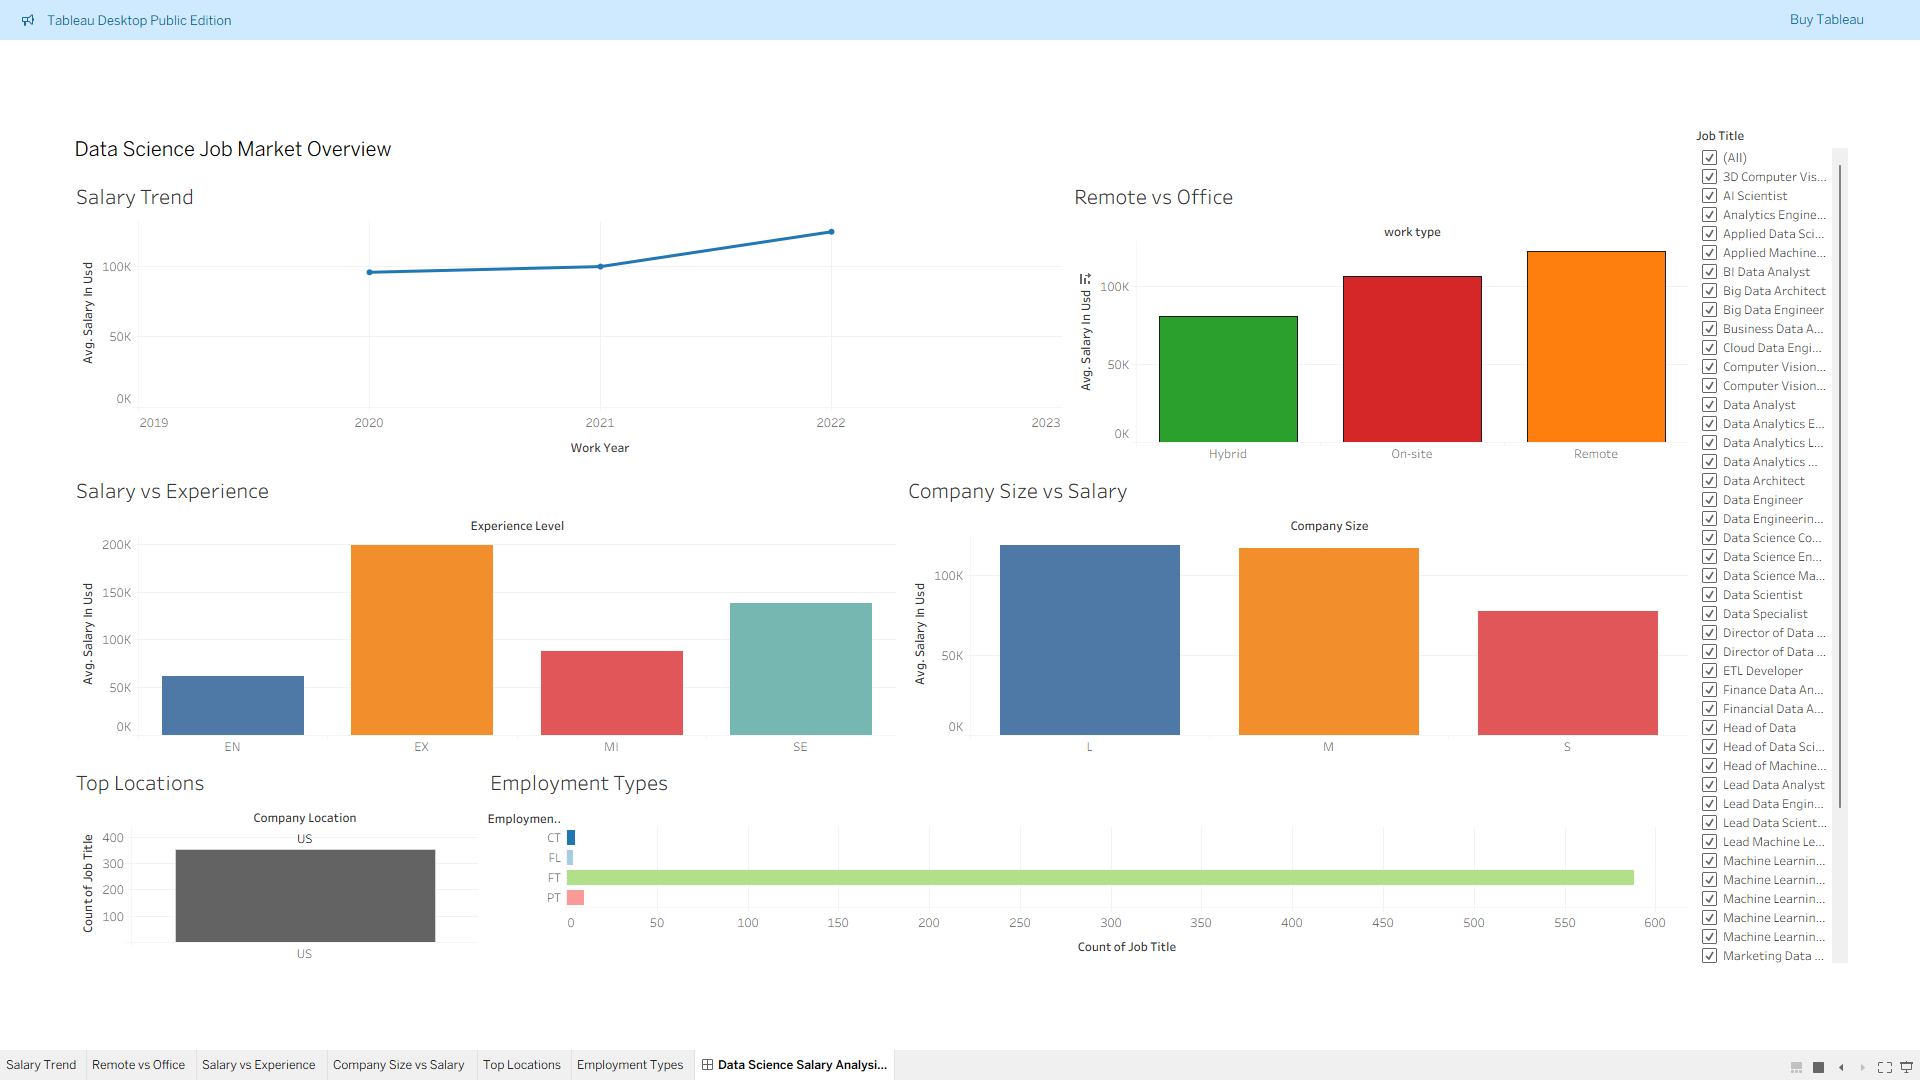 Tableau Desktop Public Edition
Buy Tableau
Data Science Job Market Overview
Salary Trend
Avg. Salary In Usd
100K
50K
0K
2019
2020
2021
2022
2023
Work Year
Remote vs Office
work type
Avg. Salary In Usd
100K
50K
0K
Hybrid
On-site
Remote
Salary vs Experience
Experience Level
Avg. Salary In Usd
200K
150K
100K
50K
0K
EN
EX
MI
SE
Company Size vs Salary
Company Size
Avg. Salary In Usd
100K
50K
0K
L
M
S
Top Locations
Company Location
US
Count of Job Title
400
300
200
100
US
Employment Types
Employmen..
CT
FL
FT
PT
0
50
100
150
200
250
300
350
400
450
500
550
600
Count of Job Title
Job Title
(All)
3D Computer Vis...
AI Scientist
Analytics Engine...
Applied Data Sci...
Applied Machine...
BI Data Analyst
Big Data Architect
Big Data Engineer
Business Data A...
Cloud Data Engi...
Computer Vision...
Computer Vision...
Data Analyst
Data Analytics E...
Data Analytics L...
Data Analytics ...
Data Architect
Data Engineer
Data Engineerin...
Data Science Co...
Data Science En...
Data Science Ma...
Data Scientist
Data Specialist
Director of Data ...
Director of Data ...
ETL Developer
Finance Data An...
Financial Data A...
Head of Data
Head of Data Sci...
Head of Machine...
Lead Data Analyst
Lead Data Engin...
Lead Data Scient...
Lead Machine Le...
Machine Learnin...
Machine Learnin...
Machine Learnin...
Machine Learnin...
Machine Learnin...
Marketing Data ...
Salary Trend
Remote vs Office
Salary vs Experience
Company Size vs Salary
Top Locations
Employment Types
Data Science Salary Analysi...